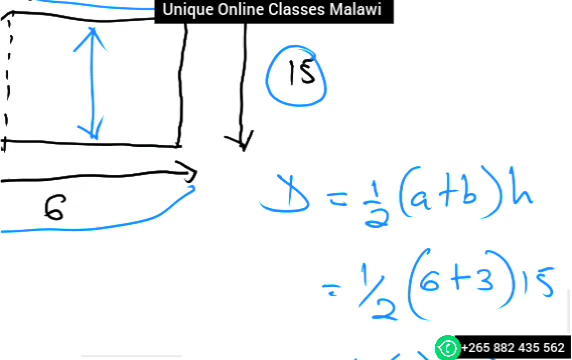 Unique Online Classes Malawi
15
6
D = 1/2 (a+b)h
= 1/2 (6+3)15
+265 882 435 562